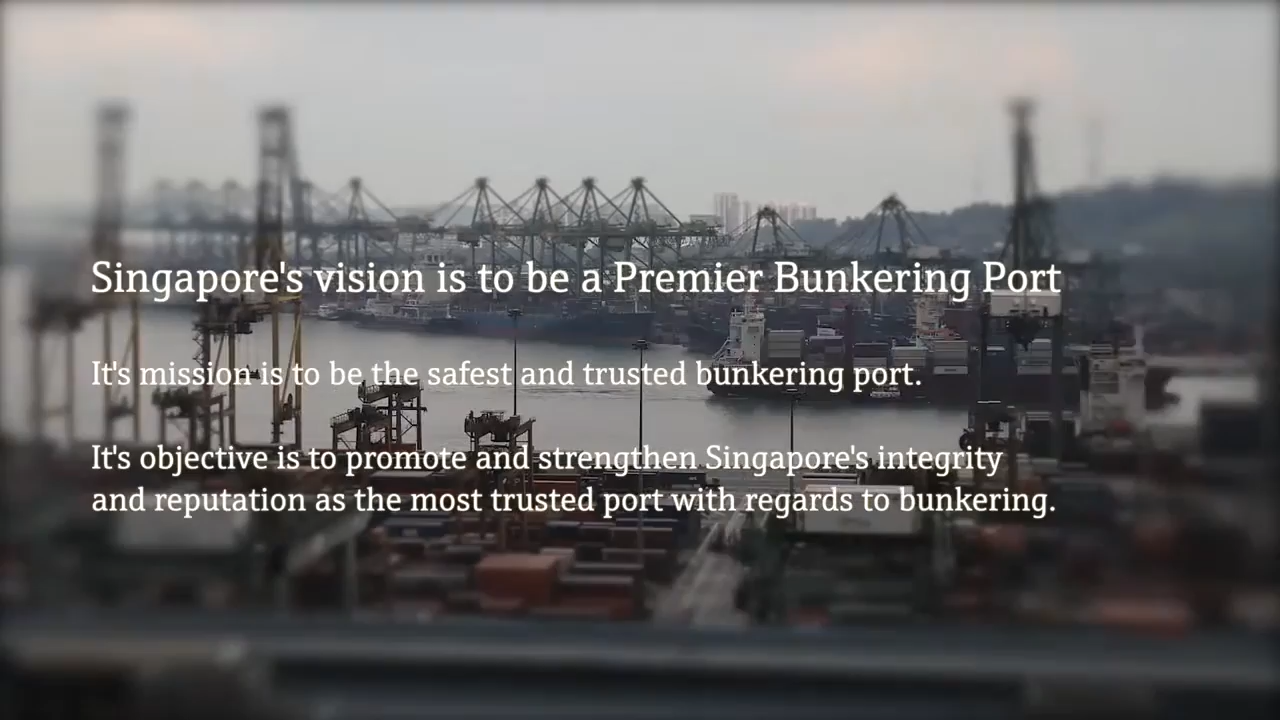 Singapore's vision is to be a Premier Bunkering Port
It's mission is to be the safest and trusted bunkering port.
It's objective is to promote and strengthen Singapore's integrity
and reputation as the most trusted port with regards to bunkering.